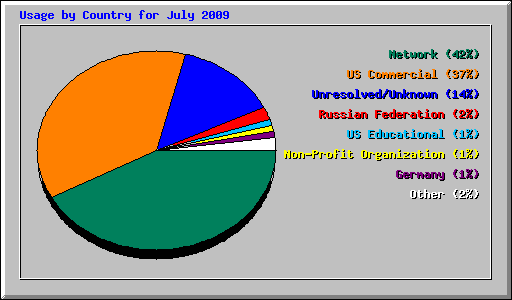 Usage by Country for July 2009
Network (42%)
US Commercial (37%)
Unresolved/Unknown (14%)
Russian Federation (2%)
US Educational (1%)
Non-Profit Organization (1%)
Germany (1%)
Other (2%)